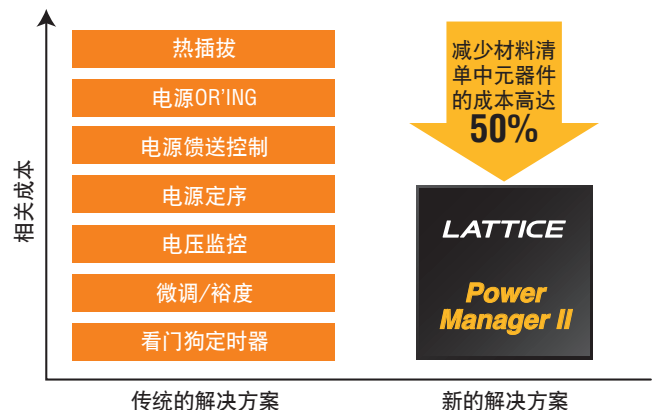 热插拔
电源OR'ING
电源馈送控制
电源定序
电压监控
微调/裕度
看门狗定时器
相关成本
减少材料清
单中元器件
的成本高达
50%
LATTICE
Power
Manager II
传统的解决方案
新的解决方案